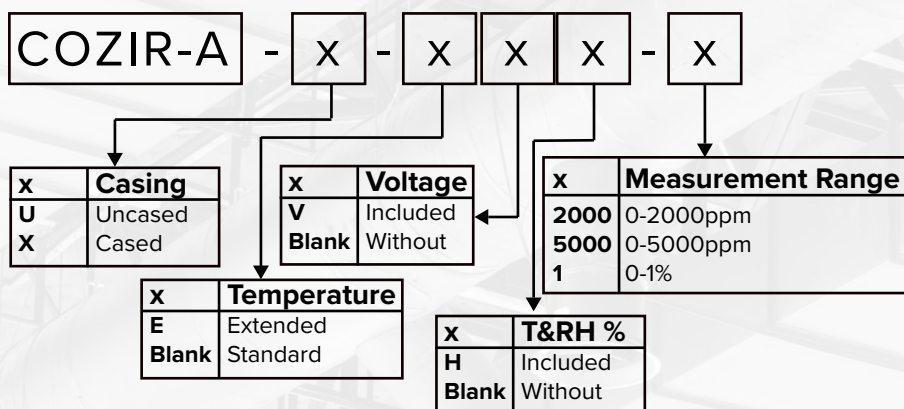 COZIR-A - x - x x x - x
x Casing
U Uncased
X Cased
x Temperature
E Extended
Blank Standard
x Voltage
V Included
Blank Without
x T&RH %
H Included
Blank Without
x Measurement Range
2000 0-2000ppm
5000 0-5000ppm
1 0-1%